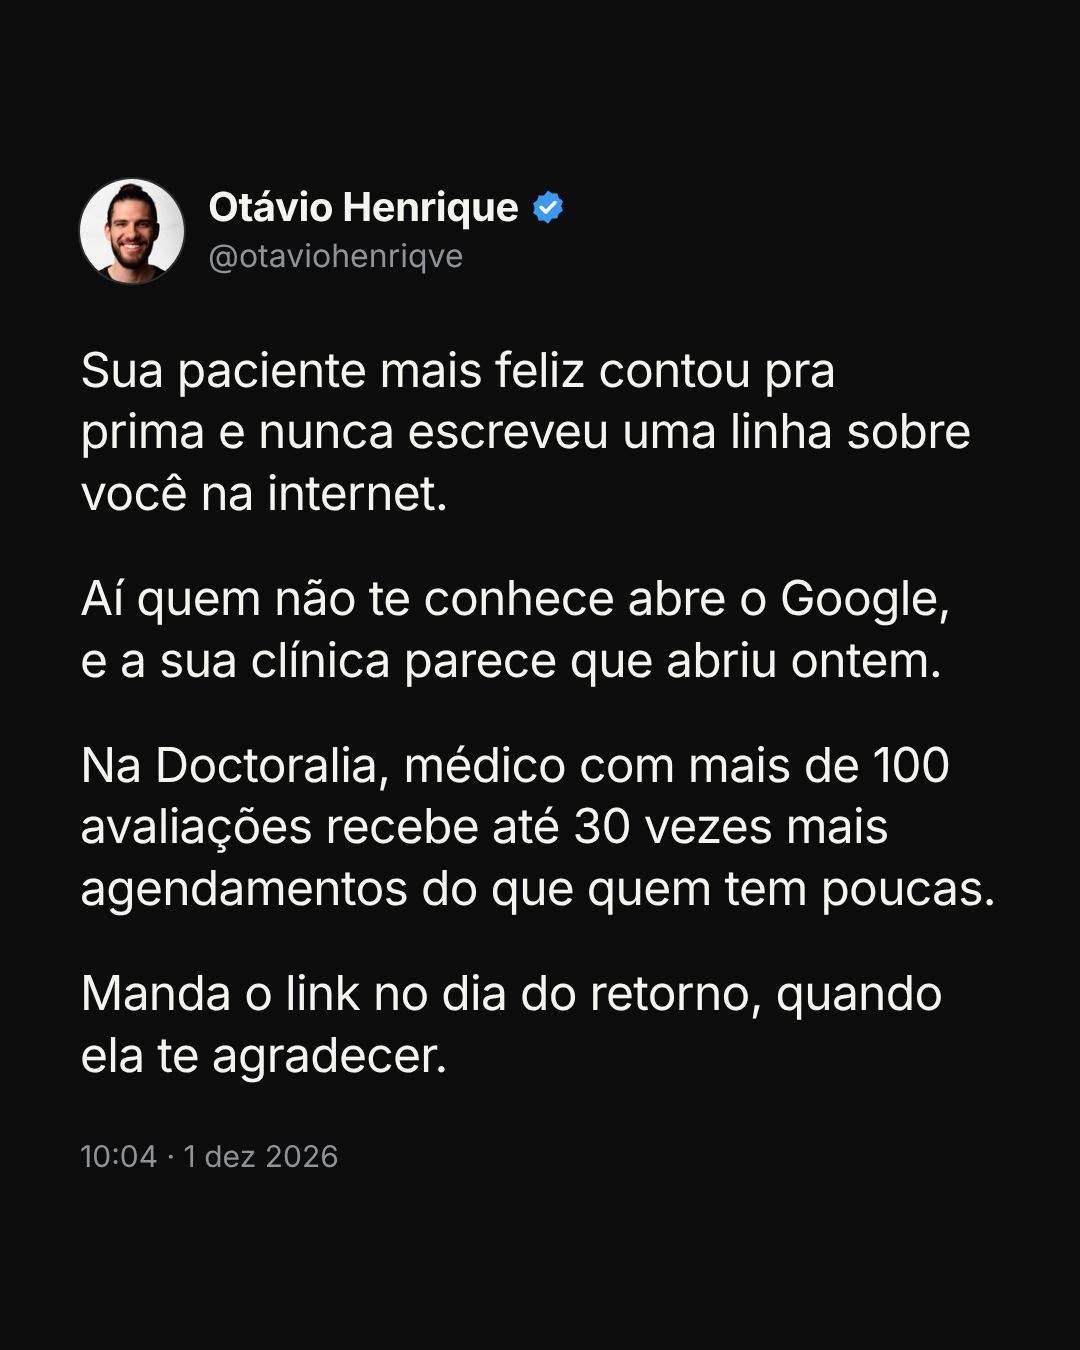 Otávio Henrique
@otaviohenriqve
Sua paciente mais feliz contou pra
prima e nunca escreveu uma linha sobre
você na internet.
Aí quem não te conhece abre o Google,
e a sua clínica parece que abriu ontem.
Na Doctoralia, médico com mais de 100
avaliações recebe até 30 vezes mais
agendamentos do que quem tem poucas.
Manda o link no dia do retorno, quando
ela te agradecer.
10:04 · 1 dez 2026